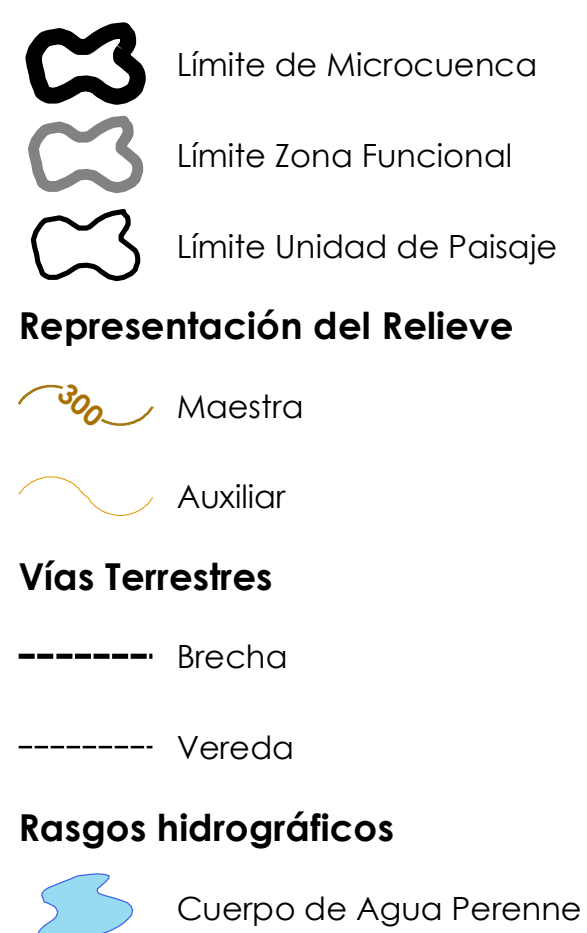 Límite de Microcuenca
Límite Zona Funcional
Límite Unidad de Paisaje
Representación del Relieve
300 Maestra
Auxiliar
Vías Terrestres
Brecha
Vereda
Rasgos hidrográficos
Cuerpo de Agua Perenne